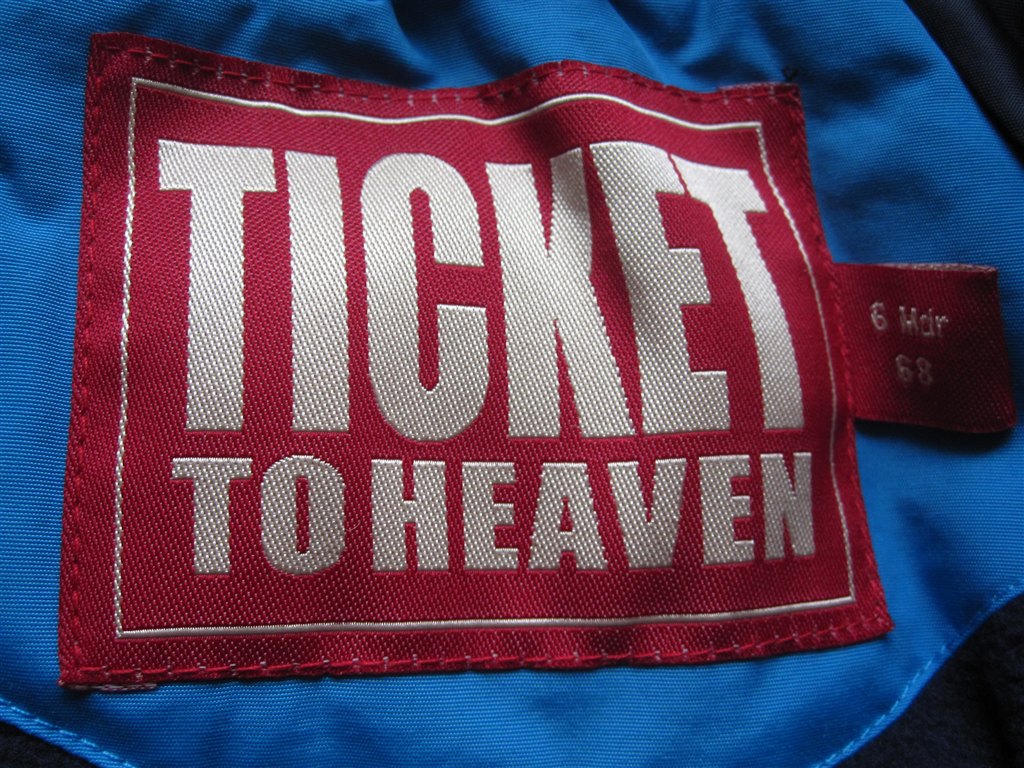 TICKET
TO HEAVEN
6 Mdr
68